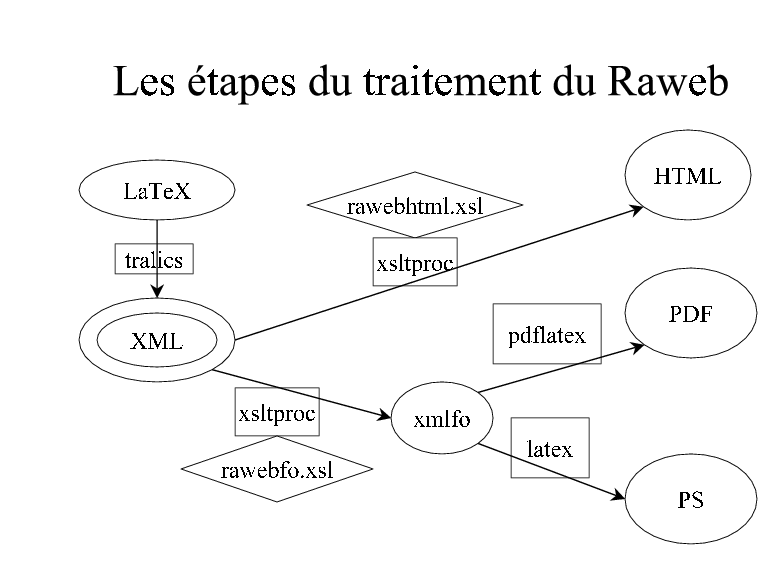 Les étapes du traitement du Raweb
LaTeX
tralics
XML
rawebhtml.xsl
xsltproc
HTML
xsltproc
rawebfo.xsl
xmlfo
pdflatex
PDF
latex
PS